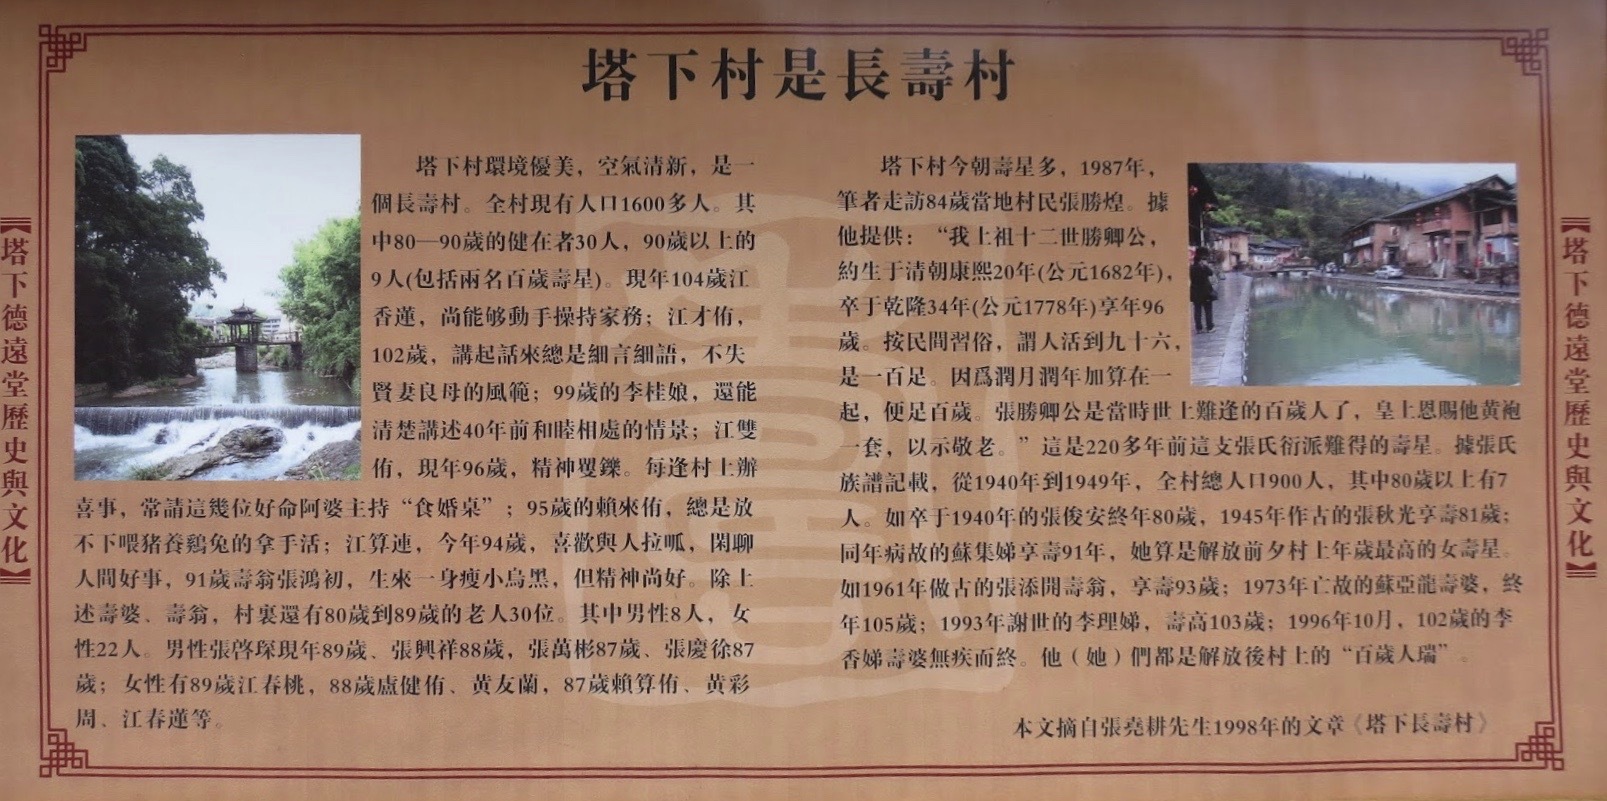 塔下村是長壽村
【塔下德遠堂歷史與文化】
塔下村環境優美，空氣清新，是一
個長壽村。全村現有人口1600多人。其
中80—90歲的健在者30人，90歲以上的
9人(包括兩名百歲壽星)。現年104歲江
香蓮，尚能够動手操持家務；江才侑，
102歲，講起話來總是細言細語，不失
賢妻良母的風範；99歲的李桂娘，還能
清楚講述40年前和睦相處的情景；江雙
侑，現年96歲，精神矍鑠。每逢村上辦
喜事，常請這幾位好命阿婆主持“食婚桌”；95歲的賴來侑，總是放
不下喂猪養鷄兔的拿手活；江算連，今年94歲，喜歡與人拉呱，閑聊
人間好事，91歲壽翁張鴻初，生來一身瘦小烏黑，但精神尚好。除上
述壽婆、壽翁，村裏還有80歲到89歲的老人30位。其中男性8人，女
性22人。男性張啓琛現年89歲、張興祥88歲，張萬彬87歲、張慶徐87
歲；女性有89歲江春桃，88歲盧健侑、黄友蘭，87歲賴算侑、黄彩
周、江春蓮等。
塔下村今朝壽星多，1987年，
筆者走訪84歲當地村民張勝煌。據
他提供：“我上祖十二世勝卿公，
約生于清朝康熙20年(公元1682年)，
卒于乾隆34年(公元1778年)享年96
歲。按民間習俗，謂人活到九十六，
是一百足。因爲潤月潤年加算在一
起，便足百歲。張勝卿公是當時世上難逢的百歲人了，皇上恩賜他黄袍
一套，以示敬老。”這是220多年前這支張氏衍派難得的壽星。據張氏
族譜記載，從1940年到1949年，全村總人口900人，其中80歲以上有7
人。如卒于1940年的張俊安終年80歲，1945年作古的張秋光享壽81歲；
同年病故的蘇集娣享壽91年，她算是解放前夕村上年歲最高的女壽星。
如1961年做古的張添開壽翁，享壽93歲；1973年亡故的蘇亞龍壽婆，終
年105歲；1993年謝世的李理娣，壽高103歲；1996年10月，102歲的李
香娣壽婆無疾而終。他（她）們都是解放後村上的“百歲人瑞”。
本文摘自張堯耕先生1998年的文章《塔下長壽村》
【塔下德遠堂歷史與文化】